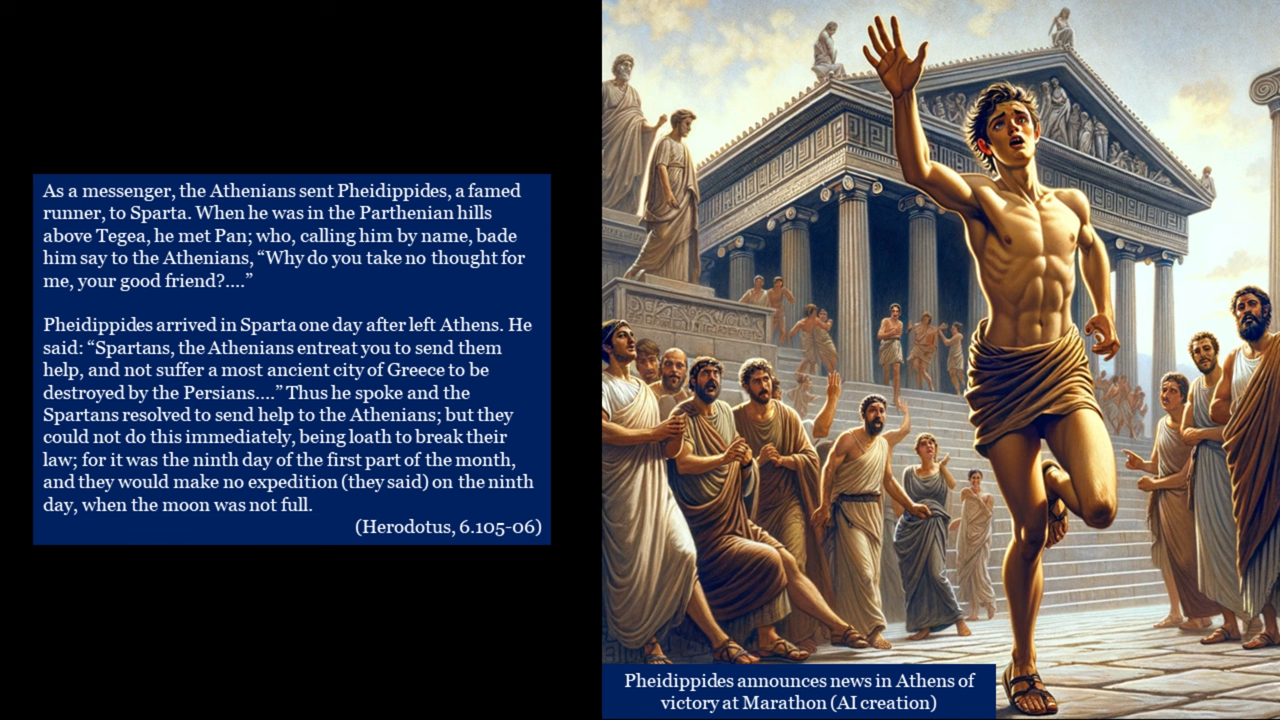 As a messenger, the Athenians sent Pheidippides, a famed
runner, to Sparta. When he was in the Parthenian hills
above Tegea, he met Pan; who, calling him by name, bade
him say to the Athenians, “Why do you take no thought for
me, your good friend?....”
Pheidippides arrived in Sparta one day after left Athens. He
said: “Spartans, the Athenians entreat you to send them
help, and not suffer a most ancient city of Greece to be
destroyed by the Persians....” Thus he spoke and the
Spartans resolved to send help to the Athenians; but they
could not do this immediately, being loath to break their
law; for it was the ninth day of the first part of the month,
and they would make no expedition (they said) on the ninth
day, when the moon was not full.
(Herodotus, 6.105-06)
Pheidippides announces news in Athens of
victory at Marathon (AI creation)